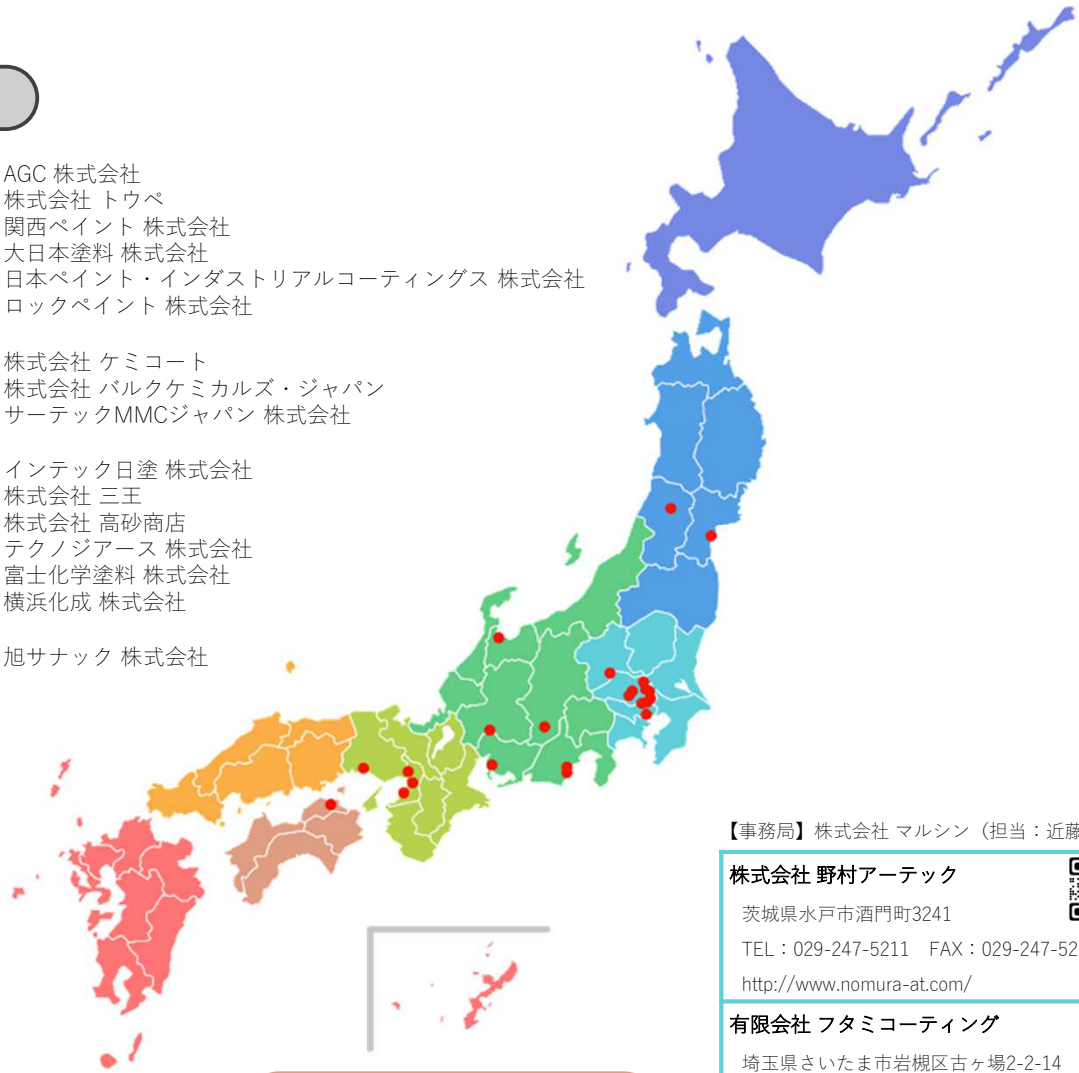 AGC 株式会社
株式会社 トウペ
関西ペイント 株式会社
大日本塗料 株式会社
日本ペイント・インダストリアルコーティングス 株式会社
ロックペイント 株式会社
株式会社 ケミコート
株式会社 バルクケミカルズ・ジャパン
サーテックMMCジャパン 株式会社
インテック日塗 株式会社
株式会社 三王
株式会社 高砂商店
テクノジアース 株式会社
富士化学塗料 株式会社
横浜化成 株式会社
旭サナック 株式会社
【事務局】株式会社 マルシン（担当：近藤
株式会社 野村アーテック
茨城県水戸市酒門町3241
TEL：029-247-5211　FAX：029-247-52
http://www.nomura-at.com/
有限会社 フタミコーティング
埼玉県さいたま市岩槻区古ヶ場2-2-14